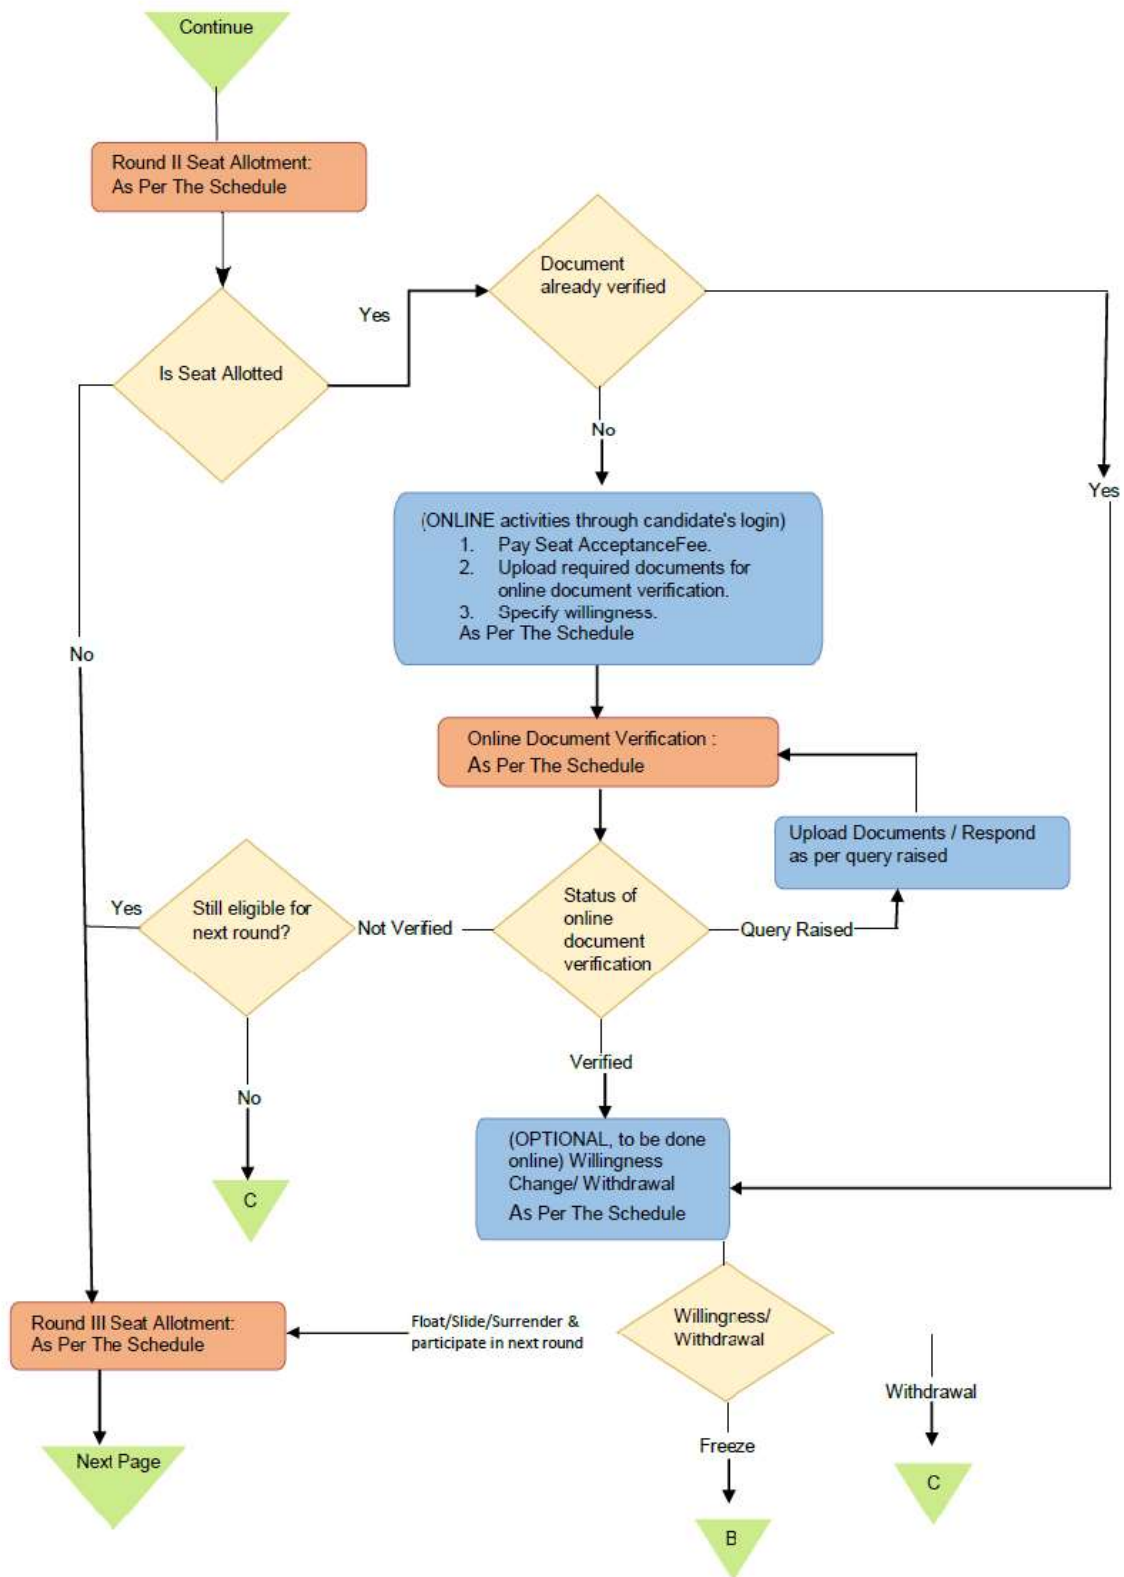 Continue
Round II Seat Allotment:
As Per The Schedule
Document
already verified
Yes
Is Seat Allotted
No
Yes
(ONLINE activities through candidate's login)
1. Pay Seat AcceptanceFee.
2. Upload required documents for
online document verification.
3. Specify willingness.
As Per The Schedule
No
Online Document Verification :
As Per The Schedule
Upload Documents / Respond
as per query raised
Yes
Still eligible for
next round?
Not Verified
Status of
online
document
verification
Query Raised
Verified
No
(OPTIONAL, to be done
online) Willingness
Change/ Withdrawal
As Per The Schedule
C
Round III Seat Allotment:
As Per The Schedule
Float/Slide/Surrender &
participate in next round
Willingness/
Withdrawal
Withdrawal
Freeze
Next Page
C
B